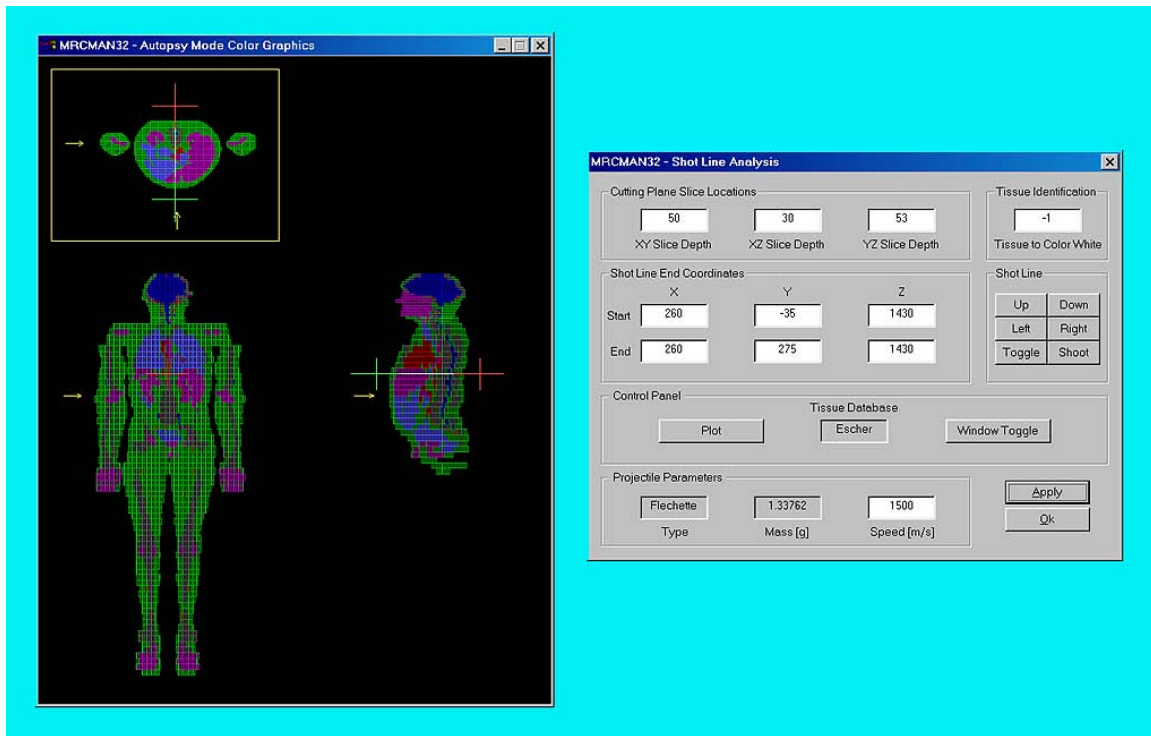 MRCMAN32 - Autopsy Mode Color Graphics
MRCMAN32 - Shot Line Analysis
Cutting Plane Slice Locations
50 30 53
XY Slice Depth XZ Slice Depth YZ Slice Depth
Tissue Identification
-1
Tissue to Color White
Shot Line End Coordinates
X Y Z
Start 260 -35 1430
End 260 275 1430
Shot Line
Up Down
Left Right
Toggle Shoot
Control Panel
Tissue Database
Plot Escher Window Toggle
Projectile Parameters
Flechette 1.33762 1500
Type Mass [g] Speed [m/s]
Apply
Ok